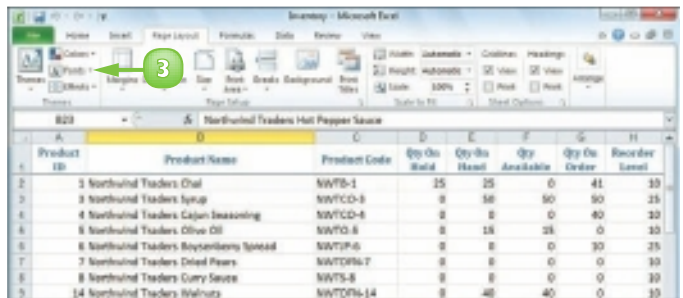 Inventory - Microsoft Excel
File Home Insert Page Layout Formulas Data Review View
Colors Width: Automatic Gridlines Headings
Fonts 3 Height: Automatic View View
Themes Effects Margins Size Print Area Breaks Background Print Titles Scale: 100% Print Print Arrange
Themes Page Setup Scale to Fit Sheet Options
B23 fx Northwind Traders Hot Pepper Sauce
A B C D E F G H
1 Product ID Product Name Product Code Qty On Hold Qty On Hand Qty Available Qty On Order Reorder Level
2 1 Northwind Traders Chai NWTB-1 25 25 0 41 10
3 3 Northwind Traders Syrup NWTCO-3 0 50 50 50 25
4 4 Northwind Traders Cajun Seasoning NWTCO-4 0 0 0 40 10
5 Northwind Traders Olive Oil NWTO-5 0 15 15 0 10
6 6 Northwind Traders Boysenberry Spread NWTJP-6 0 0 0 10 25
7 7 Northwind Traders Dried Pears NWTDFN-7 0 0 0 0 10
8 8 Northwind Traders Curry Sauce NWTS-8 0 0 0 0 10
9 14 Northwind Traders Walnuts NWTDFN-14 0 40 40 0 10